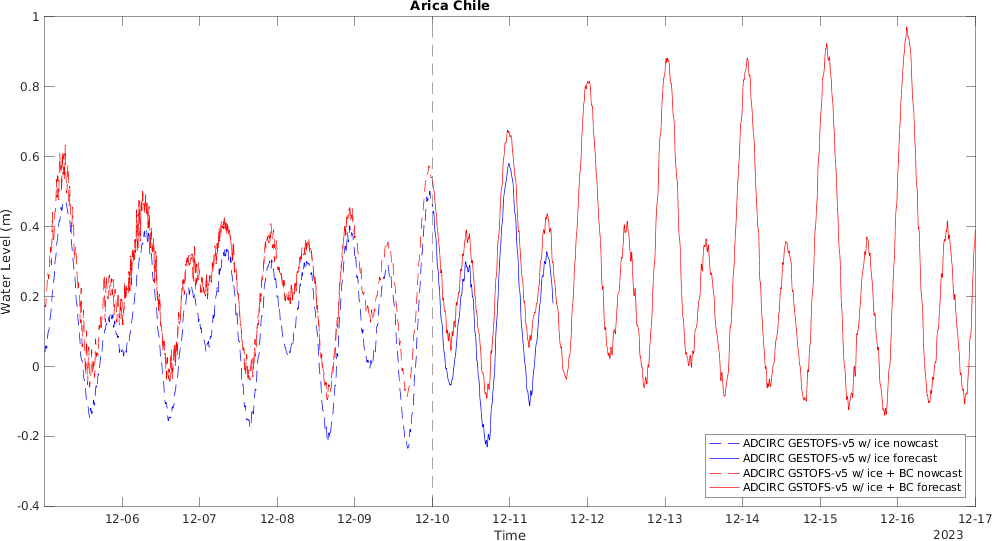 Arica Chile
Water Level (m)
1
0.8
0.6
0.4
0.2
0
-0.2
-0.4
12-06 12-07 12-08 12-09 12-10 12-11 12-12 12-13 12-14 12-15 12-16 12-17
Time
2023
ADCIRC GESTOFS-v5 w/ ice nowcast
ADCIRC GESTOFS-v5 w/ ice forecast
ADCIRC GSTOFS-v5 w/ ice + BC nowcast
ADCIRC GSTOFS-v5 w/ ice + BC forecast